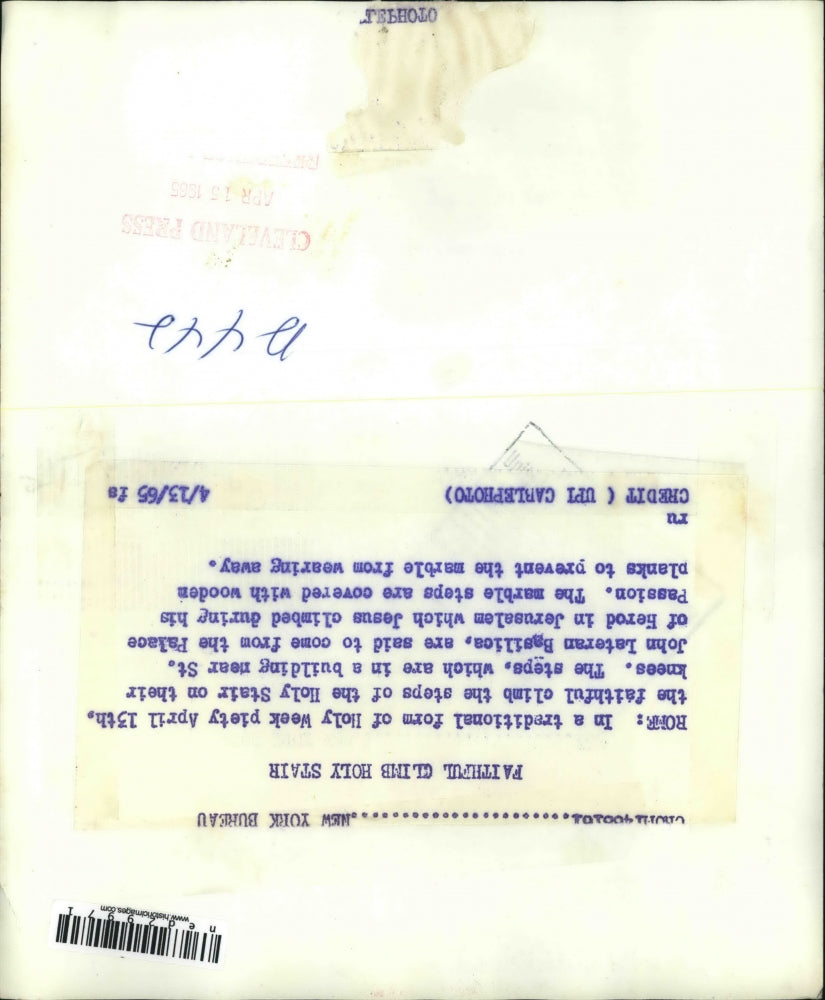 nedz29971
www.historicimages.com
NEW YORK BUREAU
FAITHFUL CLIMB HOLY STAIR
ROME: In a traditional form of Holy Week piety April 13th,
the faithful climb the steps of the Holy Stair on their
knees. The steps, which are in a building near St.
John Lateran Basilica, are said to come from the Palace
of Herod in Jerusalem which Jesus climbed during his
Passion. The marble steps are covered with wooden
planks to prevent the marble from wearing away.
ru
CREDIT ( UPI CABLEPHOTO) 4/13/65 fs
CLEVELAND PRESS
APR 15 1965
TELEPHOTO